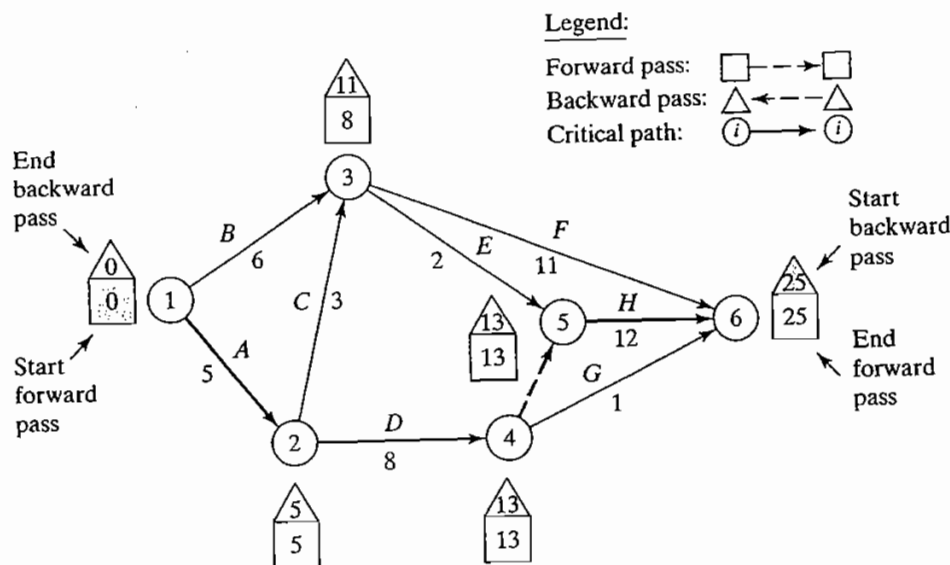 Legend:
Forward pass:
Backward pass:
Critical path: i i
11
8
3
End
backward
pass
0
0
1
Start
forward
pass
B
6
A
5
C 3
E
2
F
11
Start
backward
pass
25
25
6
End
forward
pass
13
13
5
H
12
G
1
2
D
8
4
5
5
13
13